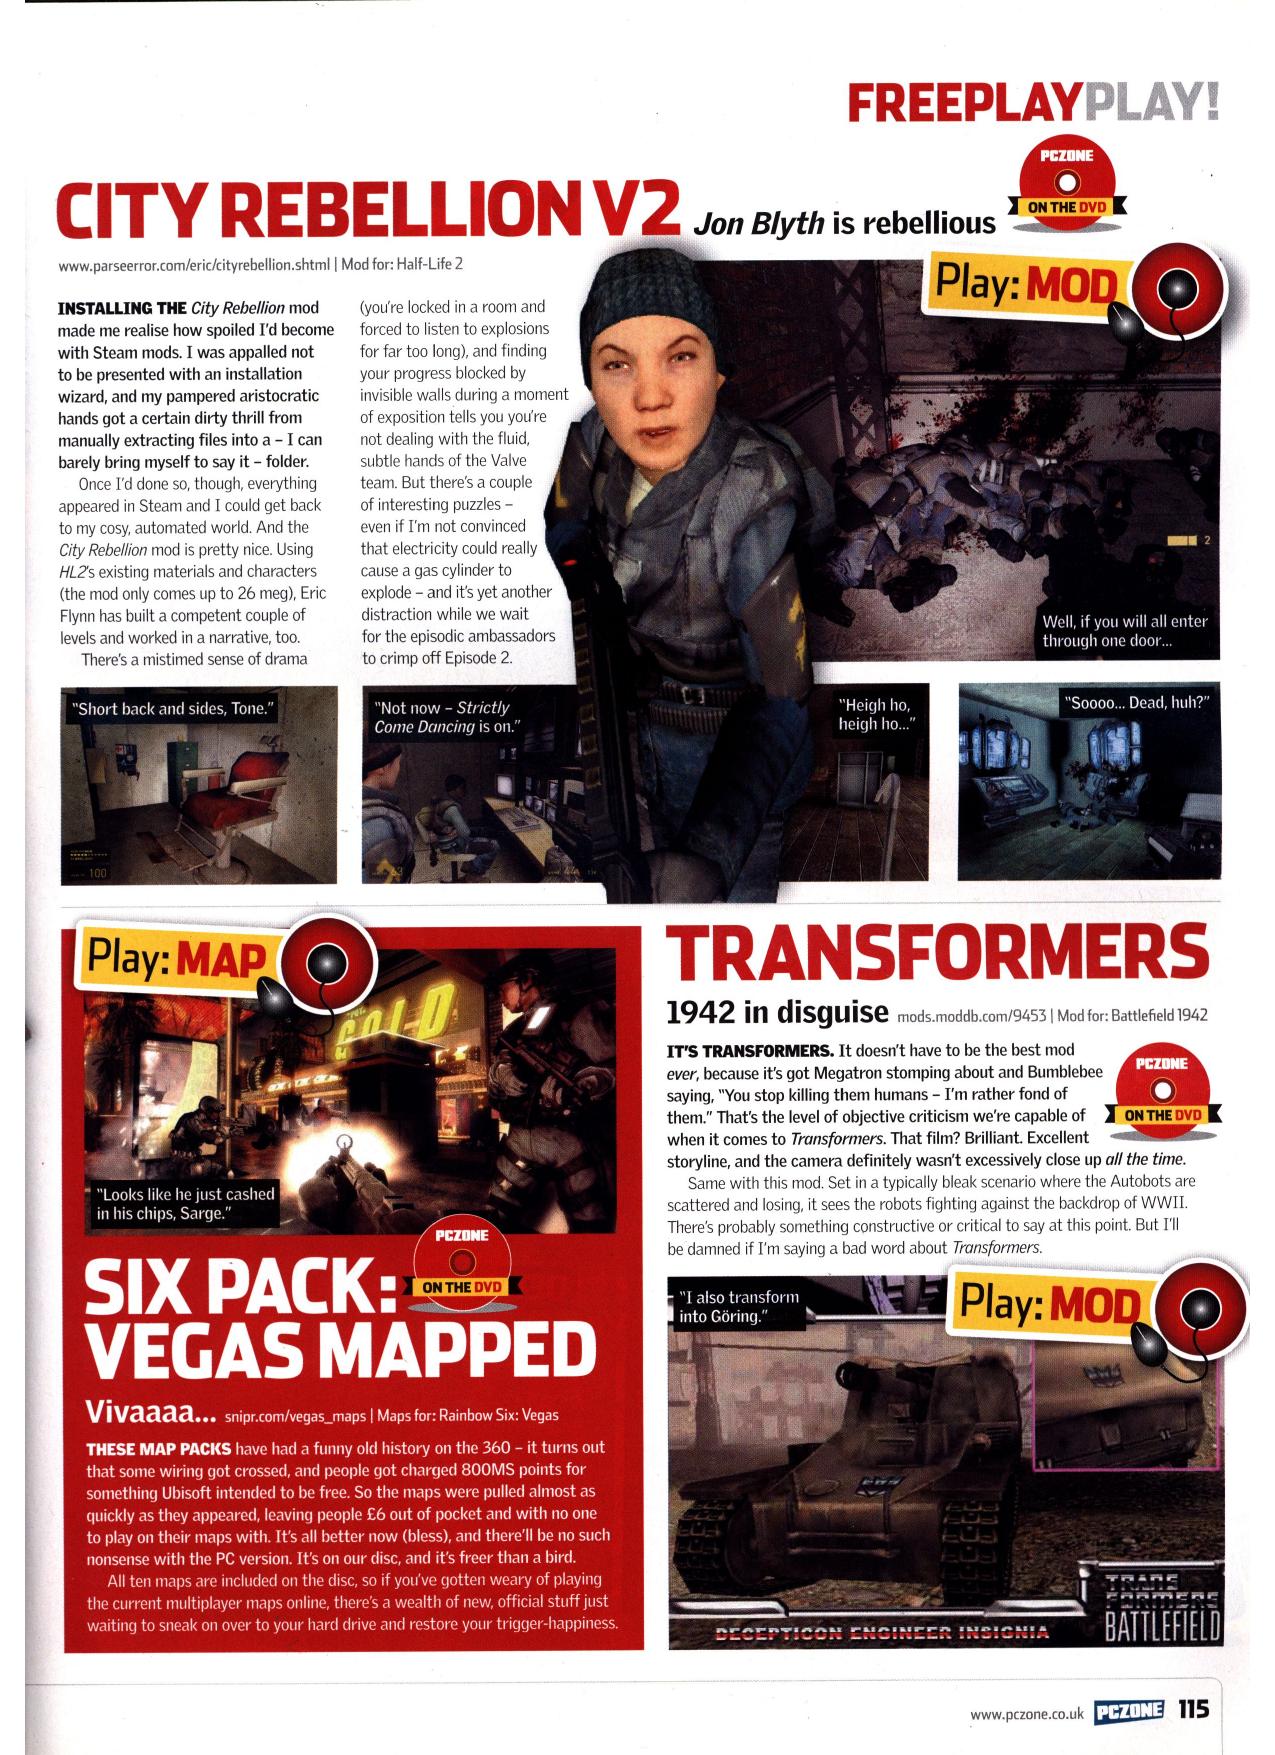 FREEPLAYPLAY!
PCZONE
ON THE DVD
CITY REBELLION V2 Jon Blyth is rebellious
www.parseerror.com/eric/cityrebellion.shtml | Mod for: Half-Life 2
Play: MOD
INSTALLING THE City Rebellion mod
made me realise how spoiled I'd become
with Steam mods. I was appalled not
to be presented with an installation
wizard, and my pampered aristocratic
hands got a certain dirty thrill from
manually extracting files into a – I can
barely bring myself to say it – folder.
Once I'd done so, though, everything
appeared in Steam and I could get back
to my cosy, automated world. And the
City Rebellion mod is pretty nice. Using
HL2's existing materials and characters
(the mod only comes up to 26 meg), Eric
Flynn has built a competent couple of
levels and worked in a narrative, too.
There's a mistimed sense of drama
(you're locked in a room and
forced to listen to explosions
for far too long), and finding
your progress blocked by
invisible walls during a moment
of exposition tells you you're
not dealing with the fluid,
subtle hands of the Valve
team. But there's a couple
of interesting puzzles –
even if I'm not convinced
that electricity could really
cause a gas cylinder to
explode – and it's yet another
distraction while we wait
for the episodic ambassadors
to crimp off Episode 2.
2
Well, if you will all enter
through one door...
"Short back and sides, Tone."
100
"Not now – Strictly
Come Dancing is on."
63
"Heigh ho,
heigh ho..."
"Soooo... Dead, huh?"
Play: MAP
GOLD
"Looks like he just cashed
in his chips, Sarge."
PCZONE
ON THE DVD
SIX PACK:
VEGAS MAPPED
Vivaaaa... snipr.com/vegas_maps | Maps for: Rainbow Six: Vegas
THESE MAP PACKS have had a funny old history on the 360 – it turns out
that some wiring got crossed, and people got charged 800MS points for
something Ubisoft intended to be free. So the maps were pulled almost as
quickly as they appeared, leaving people £6 out of pocket and with no one
to play on their maps with. It's all better now (bless), and there'll be no such
nonsense with the PC version. It's on our disc, and it's freer than a bird.
All ten maps are included on the disc, so if you've gotten weary of playing
the current multiplayer maps online, there's a wealth of new, official stuff just
waiting to sneak on over to your hard drive and restore your trigger-happiness.
TRANSFORMERS
1942 in disguise mods.moddb.com/9453 | Mod for: Battlefield 1942
IT'S TRANSFORMERS. It doesn't have to be the best mod
ever, because it's got Megatron stomping about and Bumblebee
saying, "You stop killing them humans – I'm rather fond of
them." That's the level of objective criticism we're capable of
when it comes to Transformers. That film? Brilliant. Excellent
storyline, and the camera definitely wasn't excessively close up all the time.
Same with this mod. Set in a typically bleak scenario where the Autobots are
scattered and losing, it sees the robots fighting against the backdrop of WWII.
There's probably something constructive or critical to say at this point. But I'll
be damned if I'm saying a bad word about Transformers.
PCZONE
ON THE DVD
"I also transform
into Göring."
Play: MOD
DECEPTICON ENGINEER INSIGNIA
TRANS
FORMERS
BATTLEFIELD
www.pczone.co.uk PCZONE 115